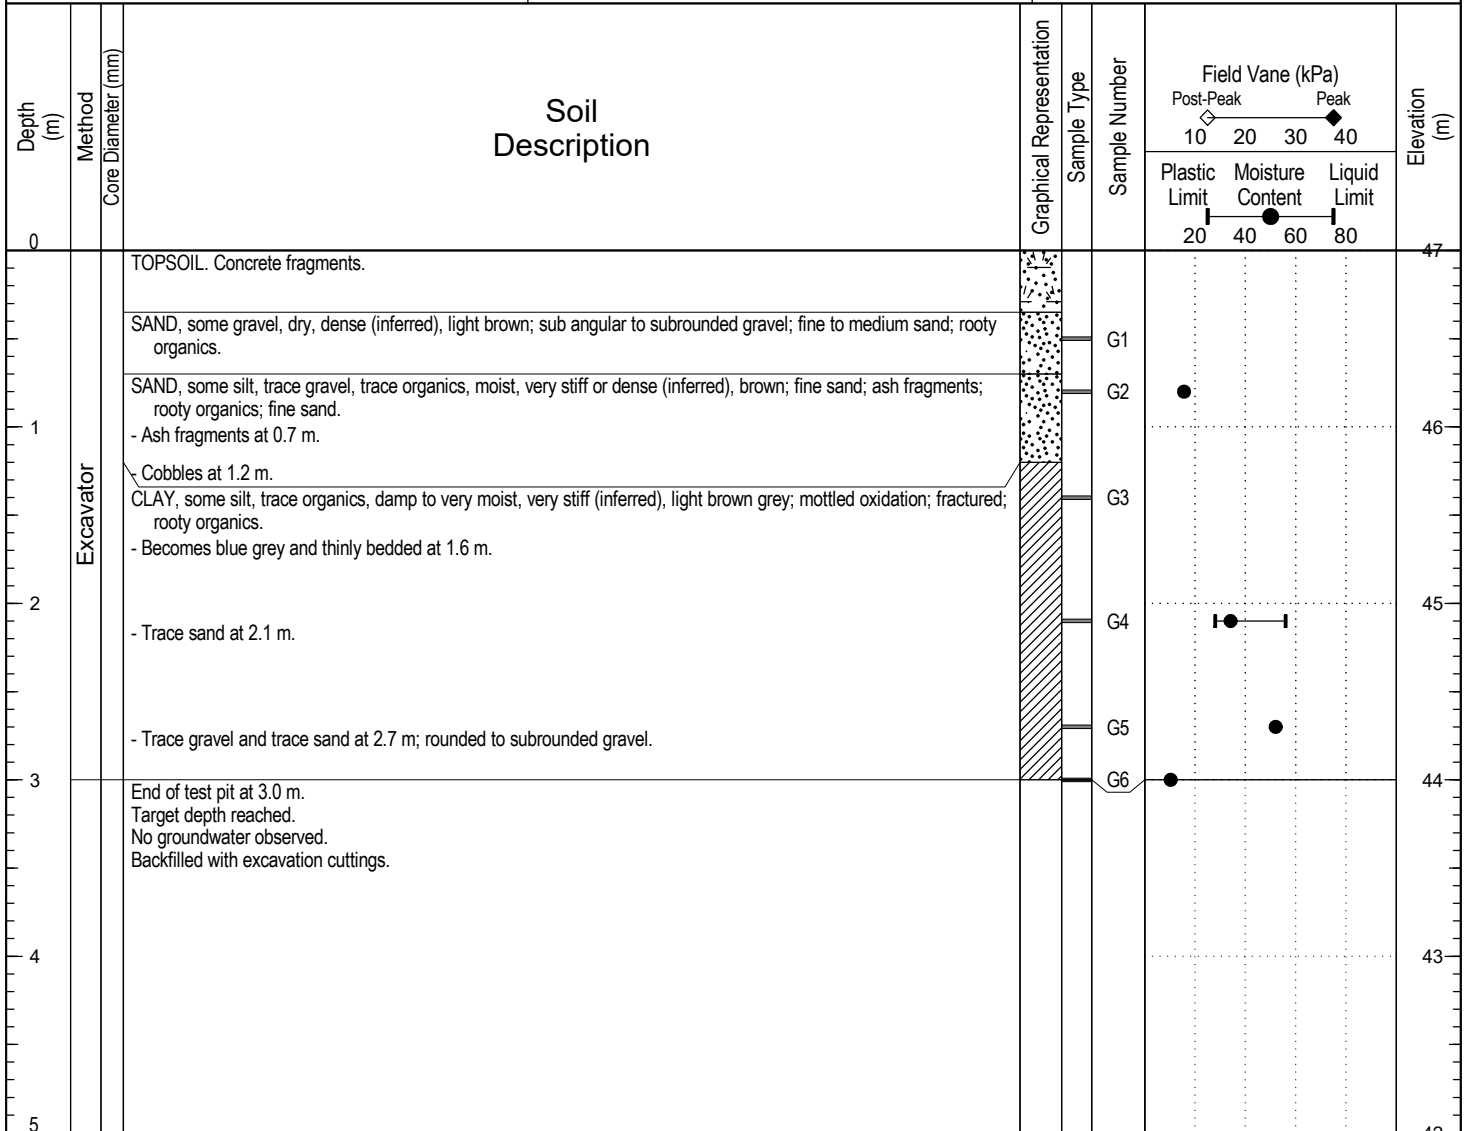 Depth
(m)
Method
Core Diameter (mm)
Soil
Description
Graphical Representation
Sample Type
Sample Number
Field Vane (kPa)
Post-Peak Peak
10 20 30 40
Plastic Moisture Liquid
Limit Content Limit
20 40 60 80
Elevation
(m)
0
47
TOPSOIL. Concrete fragments.
SAND, some gravel, dry, dense (inferred), light brown; sub angular to subrounded gravel; fine to medium sand; rooty
organics.
G1
SAND, some silt, trace gravel, trace organics, moist, very stiff or dense (inferred), brown; fine sand; ash fragments;
rooty organics; fine sand.
G2
1
- Ash fragments at 0.7 m.
46
- Cobbles at 1.2 m.
Excavator
CLAY, some silt, trace organics, damp to very moist, very stiff (inferred), light brown grey; mottled oxidation; fractured;
rooty organics.
G3
- Becomes blue grey and thinly bedded at 1.6 m.
2
45
- Trace sand at 2.1 m.
G4
- Trace gravel and trace sand at 2.7 m; rounded to subrounded gravel.
G5
3
G6
44
End of test pit at 3.0 m.
Target depth reached.
No groundwater observed.
Backfilled with excavation cuttings.
4
43
5